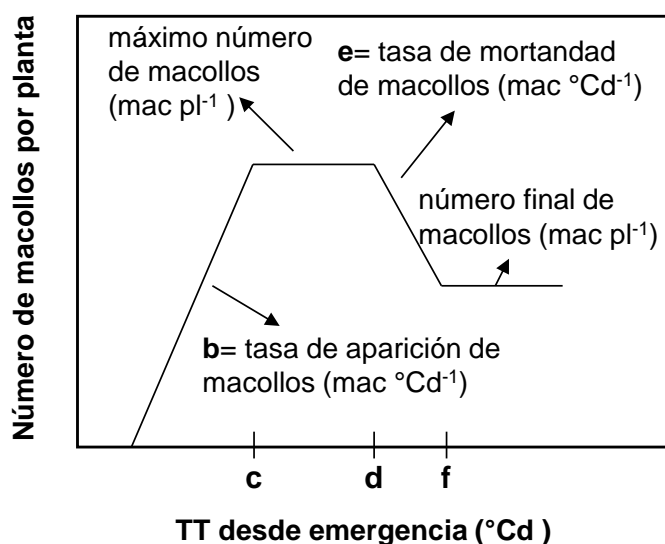 máximo número
de macollos
(mac pl-1 )
e= tasa de mortandad
de macollos (mac °Cd-1)
número final de
macollos (mac pl-1)
b= tasa de aparición de
macollos (mac °Cd-1)
Número de macollos por planta
c d f
TT desde emergencia (°Cd )